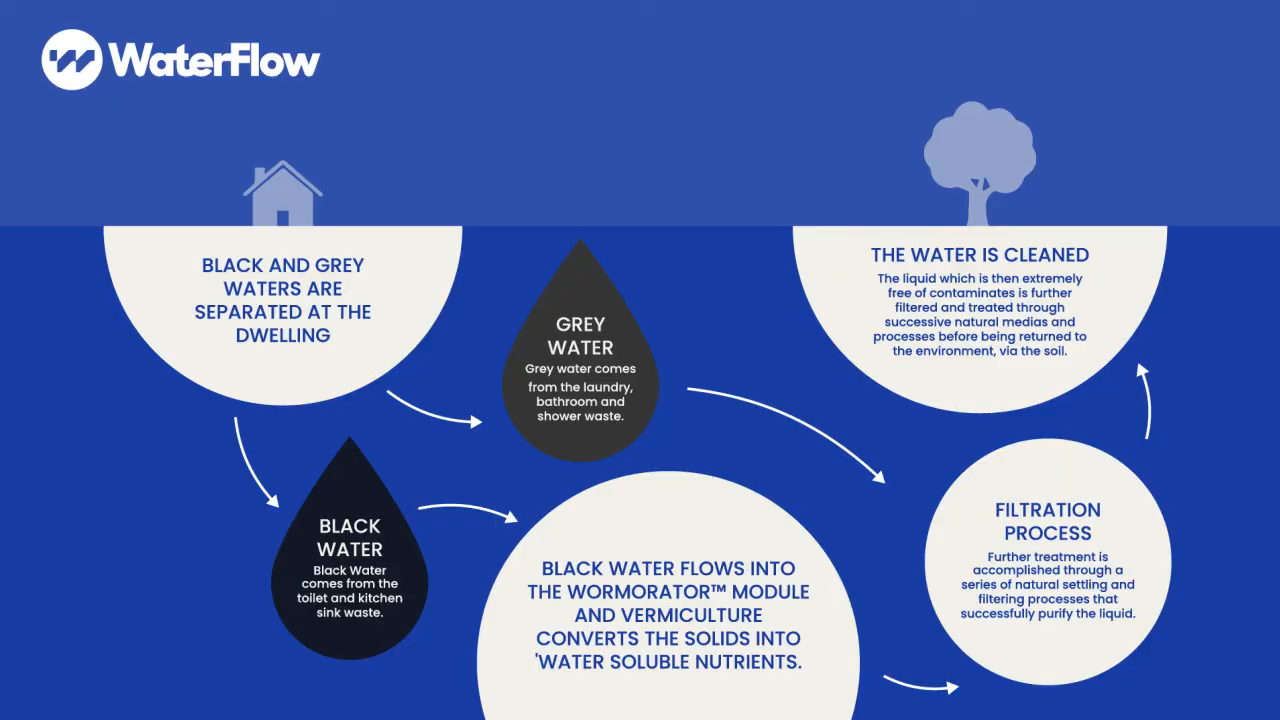 WaterFlow
BLACK AND GREY
WATERS ARE
SEPARATED AT THE
DWELLING
GREY
WATER
Grey water comes
from the laundry,
bathroom and
shower waste.
BLACK
WATER
Black Water
comes from the
toilet and kitchen
sink waste.
BLACK WATER FLOWS INTO
THE WORMORATOR™ MODULE
AND VERMICULTURE
CONVERTS THE SOLIDS INTO
'WATER SOLUBLE NUTRIENTS.
FILTRATION
PROCESS
Further treatment is
accomplished through a
series of natural settling and
filtering processes that
successfully purify the liquid.
THE WATER IS CLEANED
The liquid which is then extremely
free of contaminates is further
filtered and treated through
successive natural medias and
processes before being returned to
the environment, via the soil.